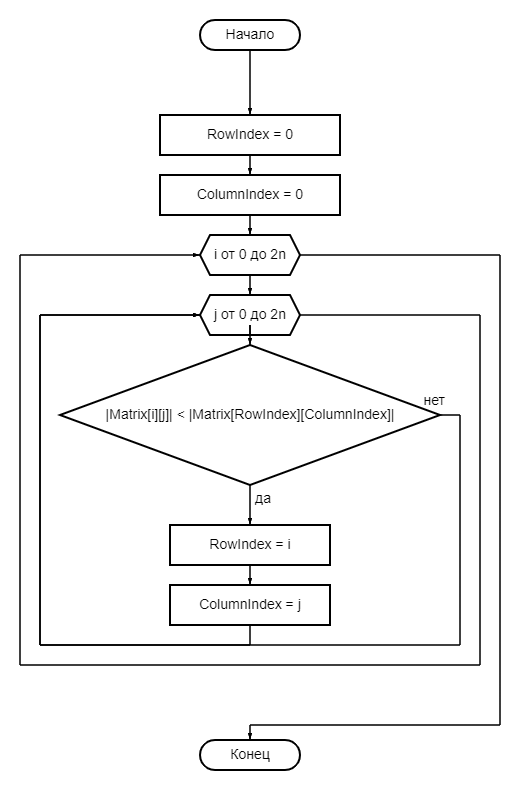 Начало
RowIndex = 0
ColumnIndex = 0
i от 0 до 2n
j от 0 до 2n
|Matrix[i][j]| < |Matrix[RowIndex][ColumnIndex]|
нет
да
RowIndex = i
ColumnIndex = j
Конец